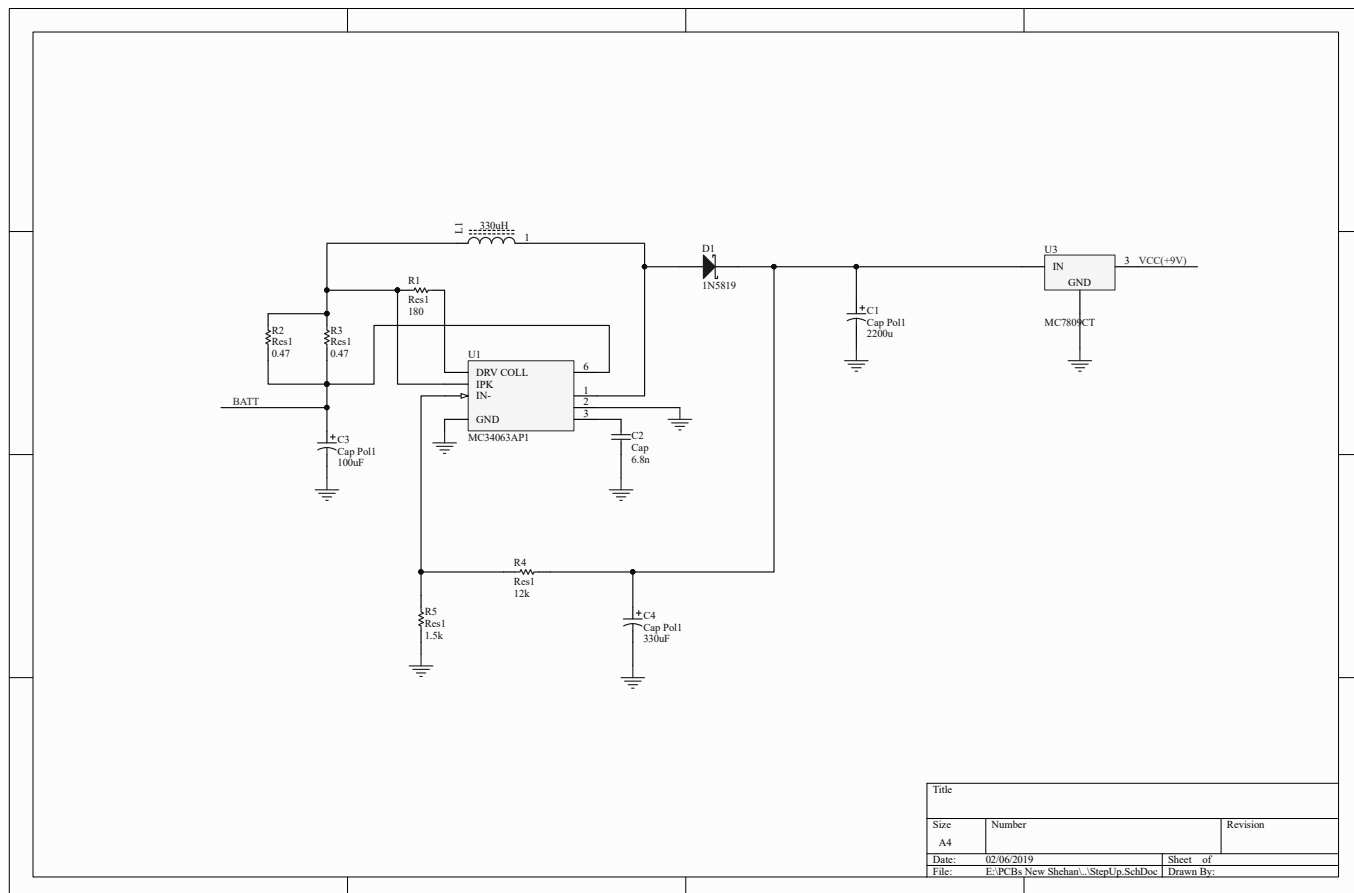 L1
330uH
1
D1
1N5819
U3
IN
GND
3 VCC(+9V)
MC7809CT
R1
Res1
180
+ C1
Cap Pol1
2200u
R2
Res1
0.47
R3
Res1
0.47
U1
DRV COLL
IPK
IN-
GND
6
1
2
3
MC34063AP1
BATT
+ C3
Cap Pol1
100uF
C2
Cap
6.8n
R4
Res1
12k
R5
Res1
1.5k
+ C4
Cap Pol1
330uF
Title
Size Number Revision
A4
Date: 02/06/2019 Sheet of
File: E:\PCBs New Shehan\..\StepUp.SchDoc Drawn By: